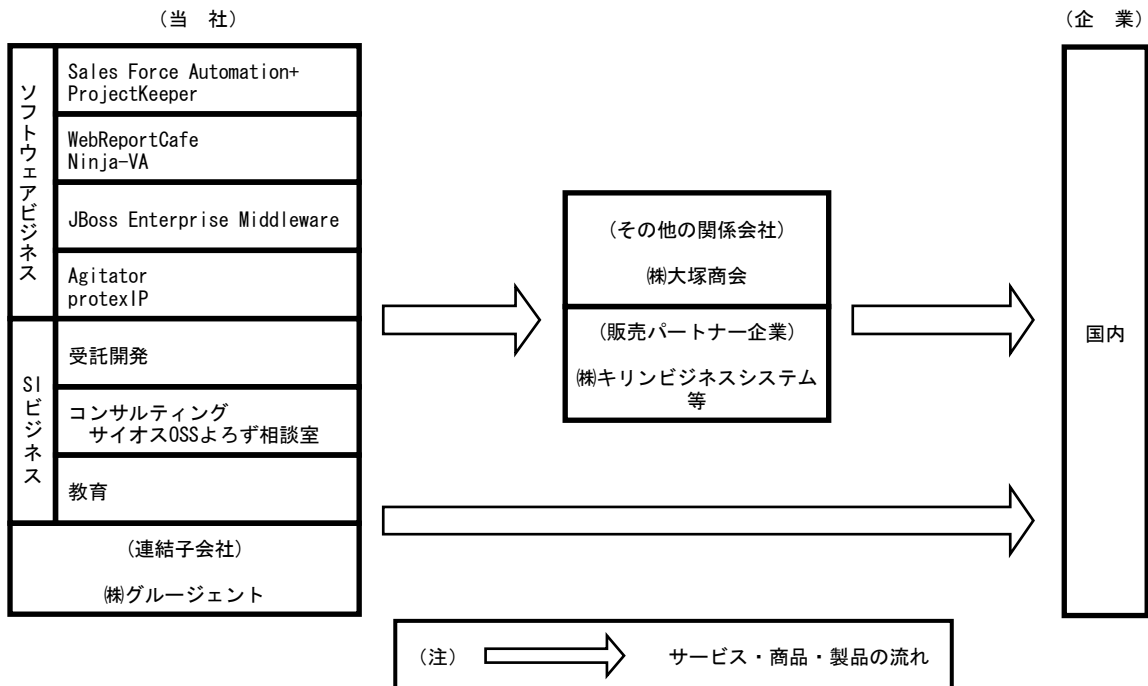 （当　社）
（企　業）
ソフトウェアビジネス
Sales Force Automation+
ProjectKeeper
WebReportCafe
Ninja-VA
JBoss Enterprise Middleware
Agitator
protexIP
SIビジネス
受託開発
コンサルティング
サイオスOSSよろず相談室
教育
（連結子会社）
㈱グルージェント
（その他の関係会社）
㈱大塚商会
（販売パートナー企業）
㈱キリンビジネスシステム
等
国内
（注）　サービス・商品・製品の流れ